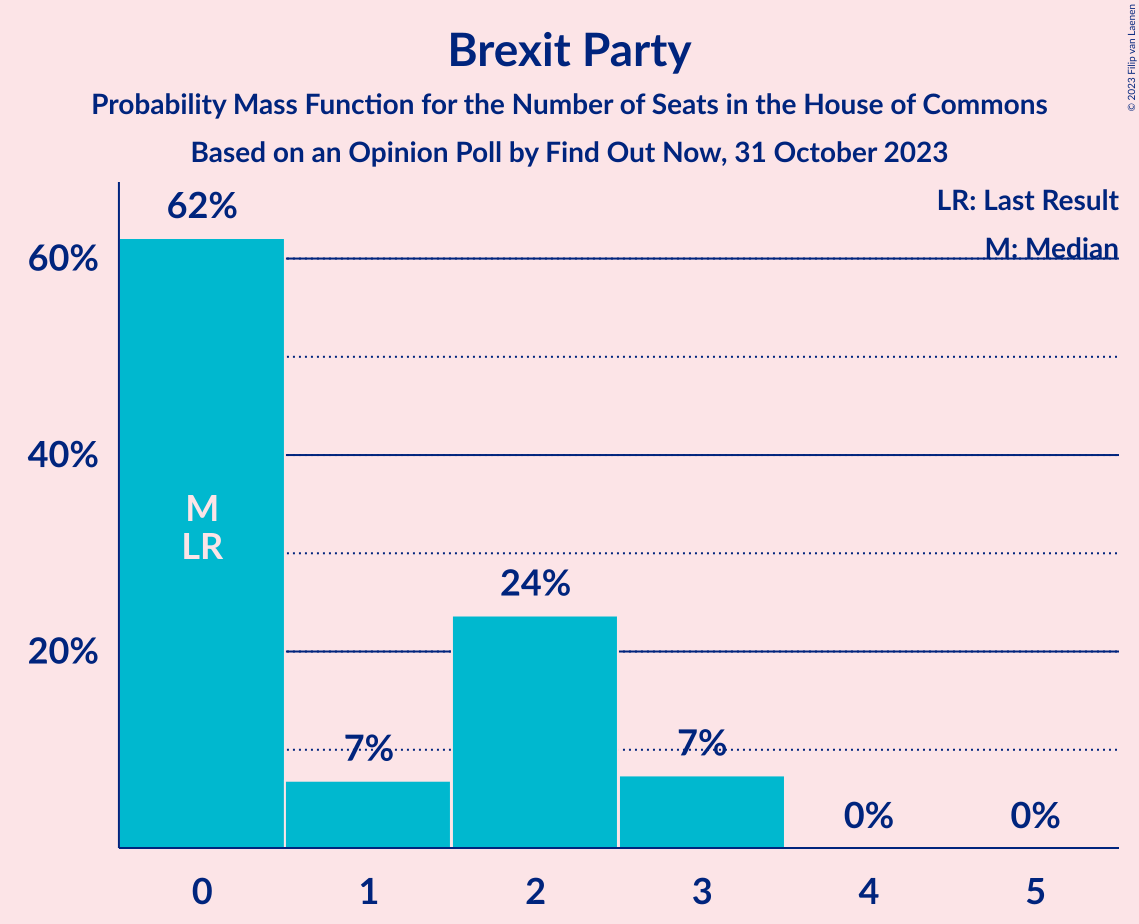 Brexit Party
Probability Mass Function for the Number of Seats in the House of Commons
Based on an Opinion Poll by Find Out Now, 31 October 2023
© 2023 Filip van Laenen
LR: Last Result
M: Median
62%
60%
40%
M
LR
24%
20%
7%
7%
0%
0%
0
1
2
3
4
5